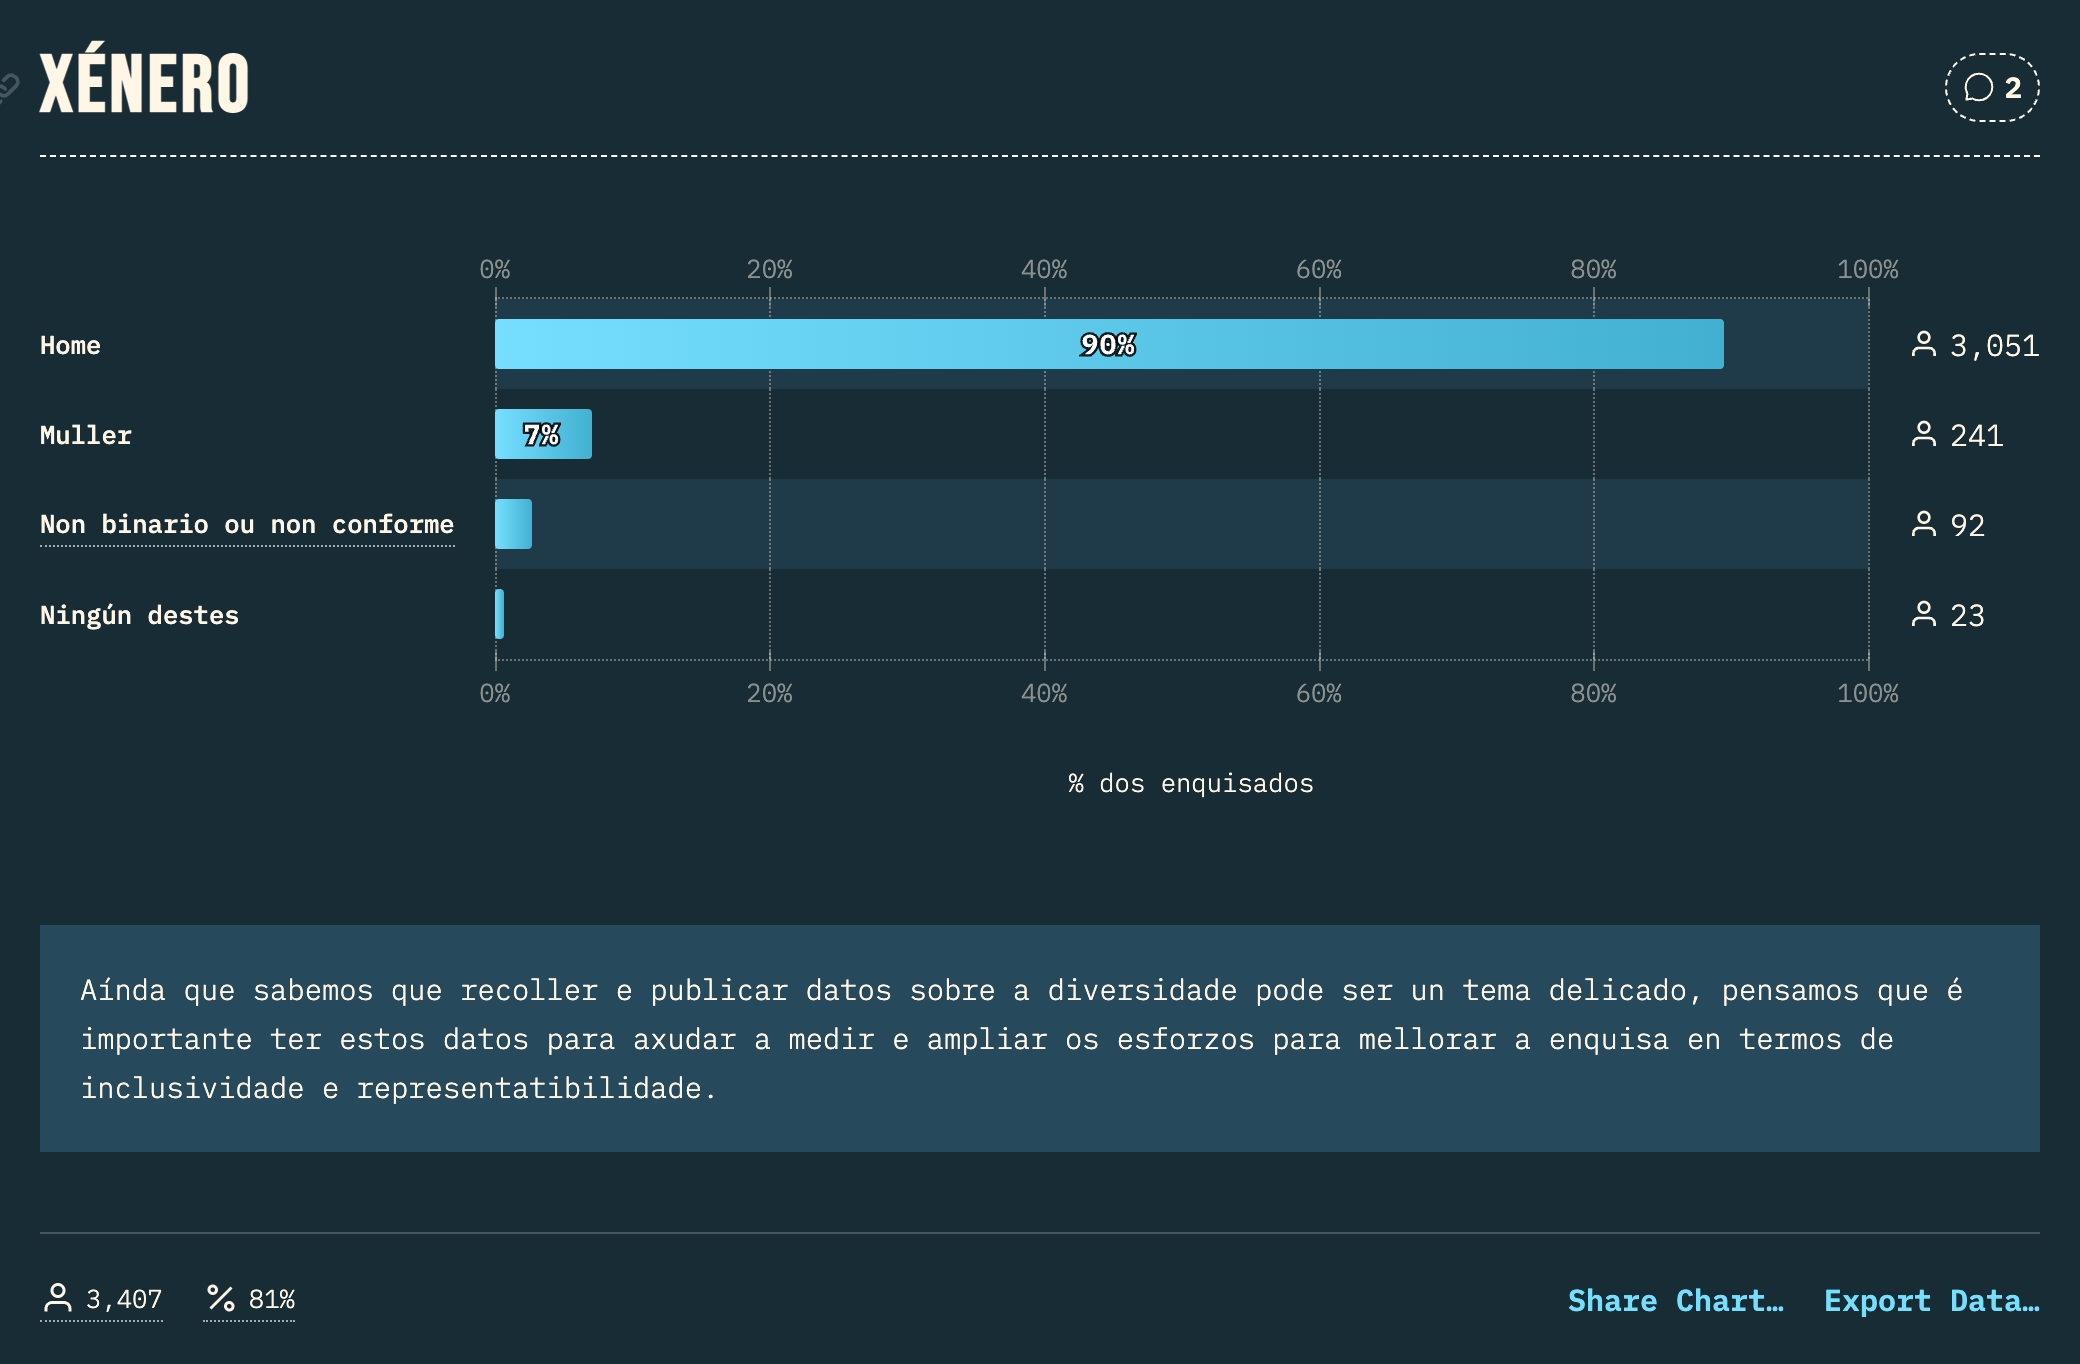 XÉNERO
2
0% 20% 40% 60% 80% 100%
Home 90% 3,051
Muller 7% 241
Non binario ou non conforme 92
Ningún destes 23
0% 20% 40% 60% 80% 100%
% dos enquisados
Aínda que sabemos que recoller e publicar datos sobre a diversidade pode ser un tema delicado, pensamos que é
importante ter estos datos para axudar a medir e ampliar os esforzos para mellorar a enquisa en termos de
inclusividade e representatibilidade.
3,407 81% Share Chart… Export Data…